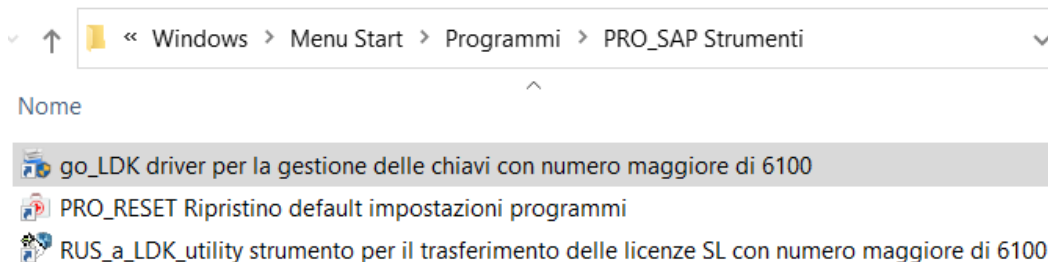 « Windows > Menu Start > Programmi > PRO_SAP Strumenti
Nome
go_LDK driver per la gestione delle chiavi con numero maggiore di 6100
PRO_RESET Ripristino default impostazioni programmi
RUS_a_LDK_utility strumento per il trasferimento delle licenze SL con numero maggiore di 6100